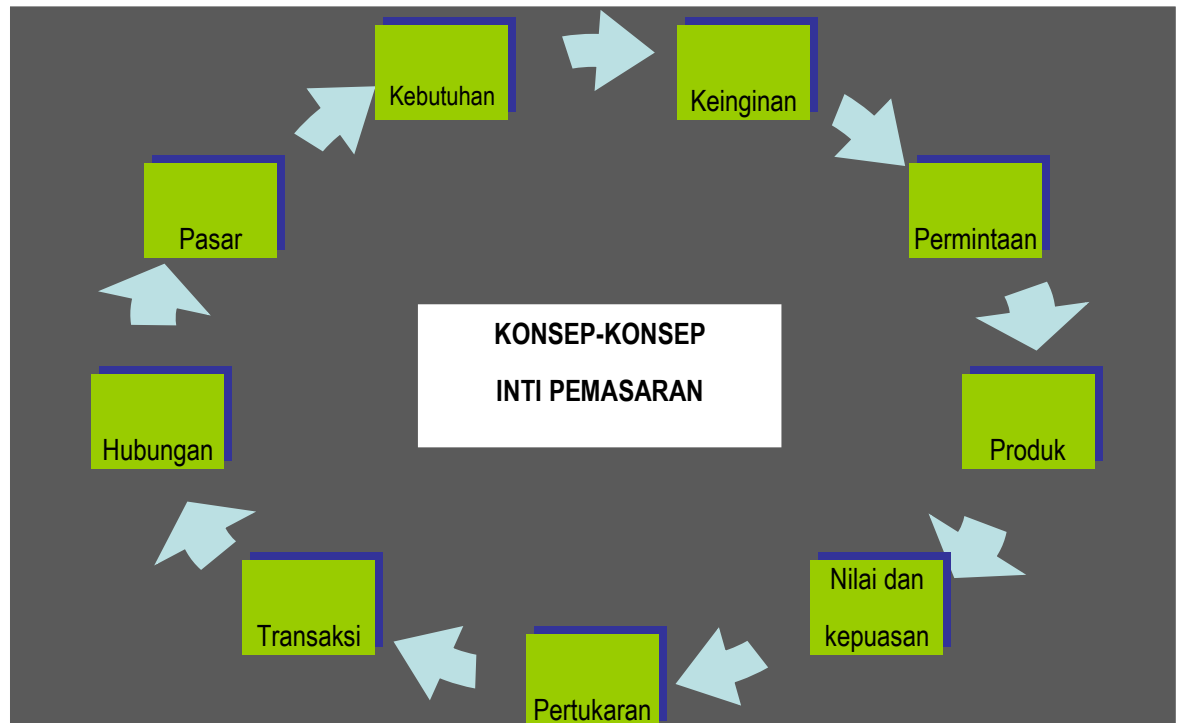 Kebutuhan
Keinginan
Permintaan
Produk
Nilai dan
kepuasan
Pertukaran
Transaksi
Hubungan
Pasar
KONSEP-KONSEP
INTI PEMASARAN